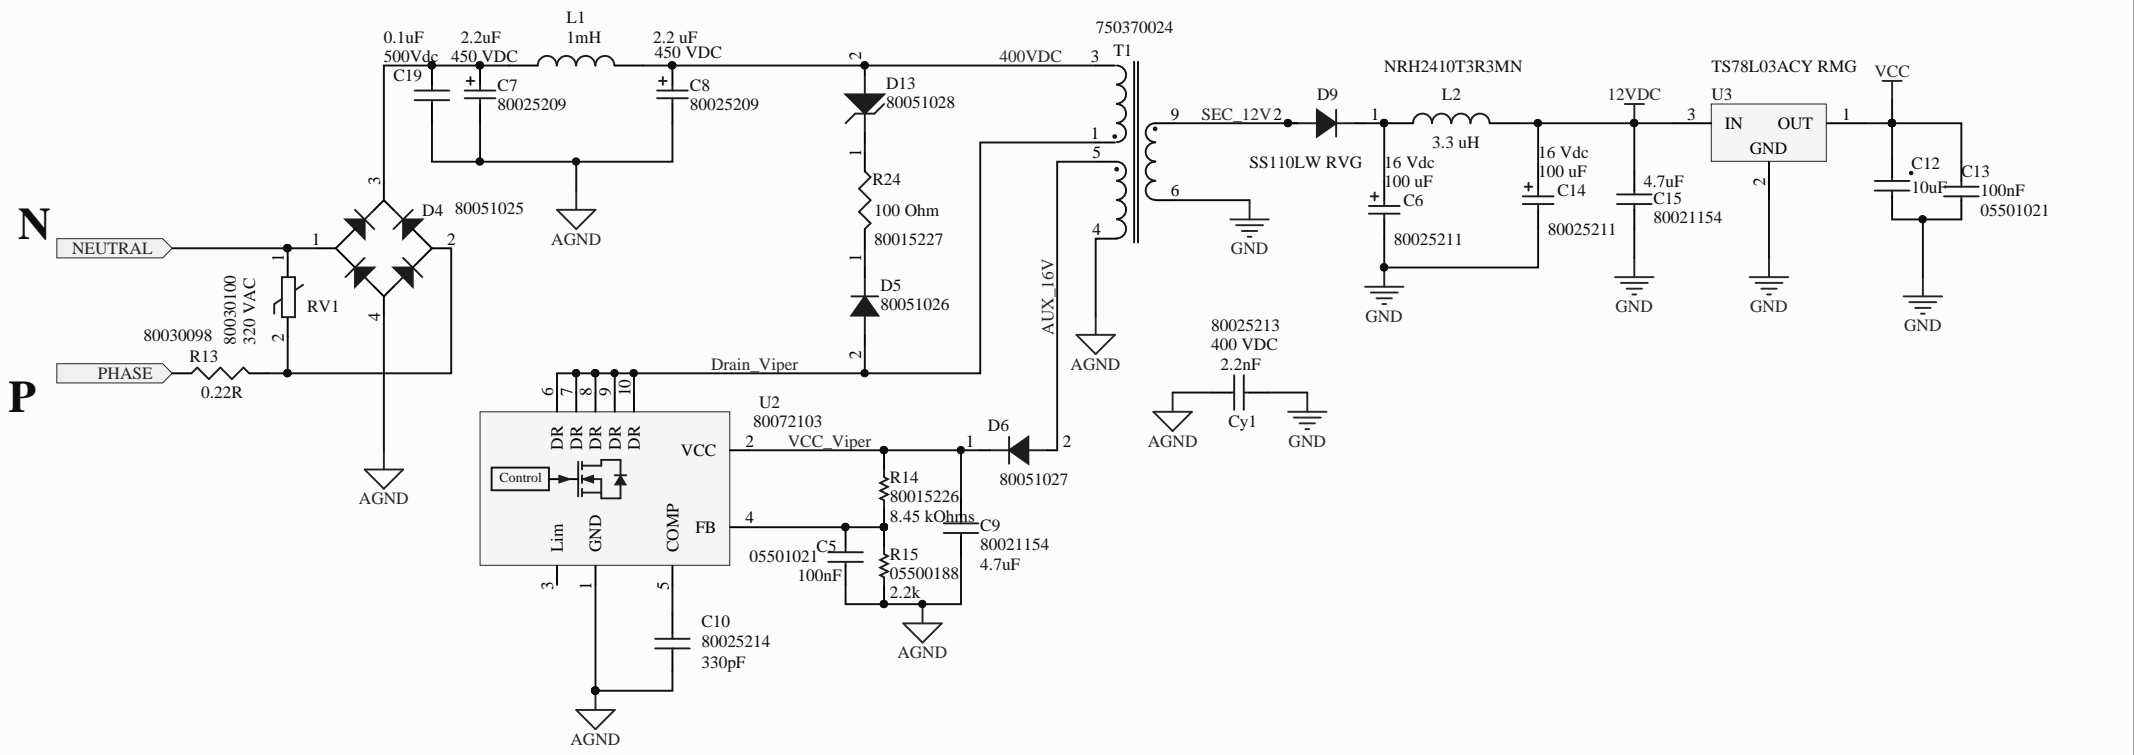 L1
1mH
0.1uF
500Vdc
C19
2.2uF
450 VDC
C7
80025209
2.2 uF
450 VDC
C8
80025209
AGND
2
D13
80051028
1
R24
100 Ohm
80015227
1
D5
80051026
2
400VDC
750370024
T1
3
1
5
4
9
6
AUX_16V
AGND
SEC_12V
2
D9
1
SS110LW RVG
GND
NRH2410T3R3MN
L2
3.3 uH
16 Vdc
100 uF
C6
80025211
GND
16 Vdc
100 uF
C14
80025211
12VDC
4.7uF
C15
80021154
GND
TS78L03ACY RMG
U3
3
IN
OUT
GND
1
2
GND
VCC
C12
10uF
C13
100nF
05501021
GND
N
NEUTRAL
3
D4
80051025
1
2
4
1
80030100
320 VAC
RV1
2
80030098
R13
0.22R
P
PHASE
AGND
Drain_Viper
6
7
8
9
10
U2
80072103
DR
DR
DR
DR
DR
VCC
Control
Lim
GND
COMP
FB
2
VCC_Viper
4
3
1
5
1
D6
2
80051027
R14
80015226
8.45 kOhms
C5
05501021
100nF
R15
05500188
2.2k
C9
80021154
4.7uF
AGND
C10
80025214
330pF
AGND
80025213
400 VDC
2.2nF
Cy1
AGND
GND